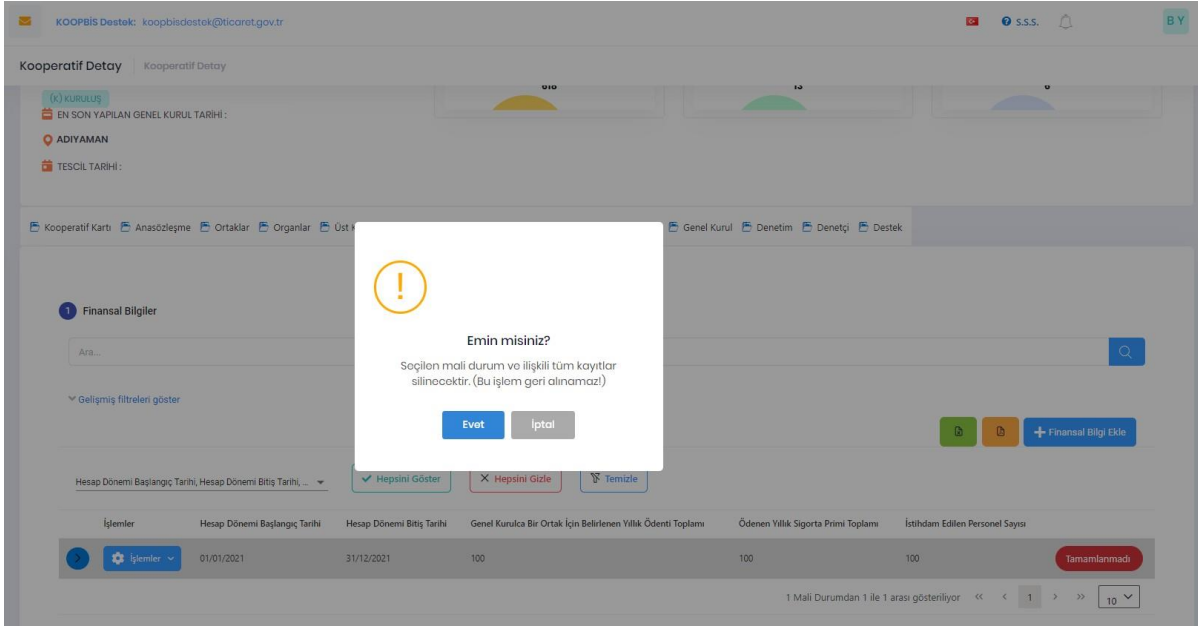 KOOPBİS Destek: koopbisdestek@ticaret.gov.tr
S.S.S.
B Y
Kooperatif Detay Kooperatif Detay
(K) KURULUŞ
EN SON YAPILAN GENEL KURUL TARİHİ :
ADIYAMAN
TESCİL TARİHİ :
Kooperatif Kartı Anasözleşme Ortaklar Organlar Üst Genel Kurul Denetim Denetçi Destek
1 Finansal Bilgiler
Ara...
Gelişmiş filtreleri göster
Emin misiniz?
Seçilen mali durum ve ilişkili tüm kayıtlar
silinecektir. (Bu işlem geri alınamaz!)
Evet İptal
Finansal Bilgi Ekle
Hesap Dönemi Başlangıç Tarihi, Hesap Dönemi Bitiş Tarihi, ...
Hepsini Göster Hepsini Gizle Temizle
İşlemler Hesap Dönemi Başlangıç Tarihi Hesap Dönemi Bitiş Tarihi Genel Kurulca Bir Ortak İçin Belirlenen Yıllık Ödenti Toplamı Ödenen Yıllık Sigorta Primi Toplamı İstihdam Edilen Personel Sayısı
İşlemler 01/01/2021 31/12/2021 100 100 100 Tamamlanmadı
1 Mali Durumdan 1 ile 1 arası gösteriliyor << < 1 > >> 10